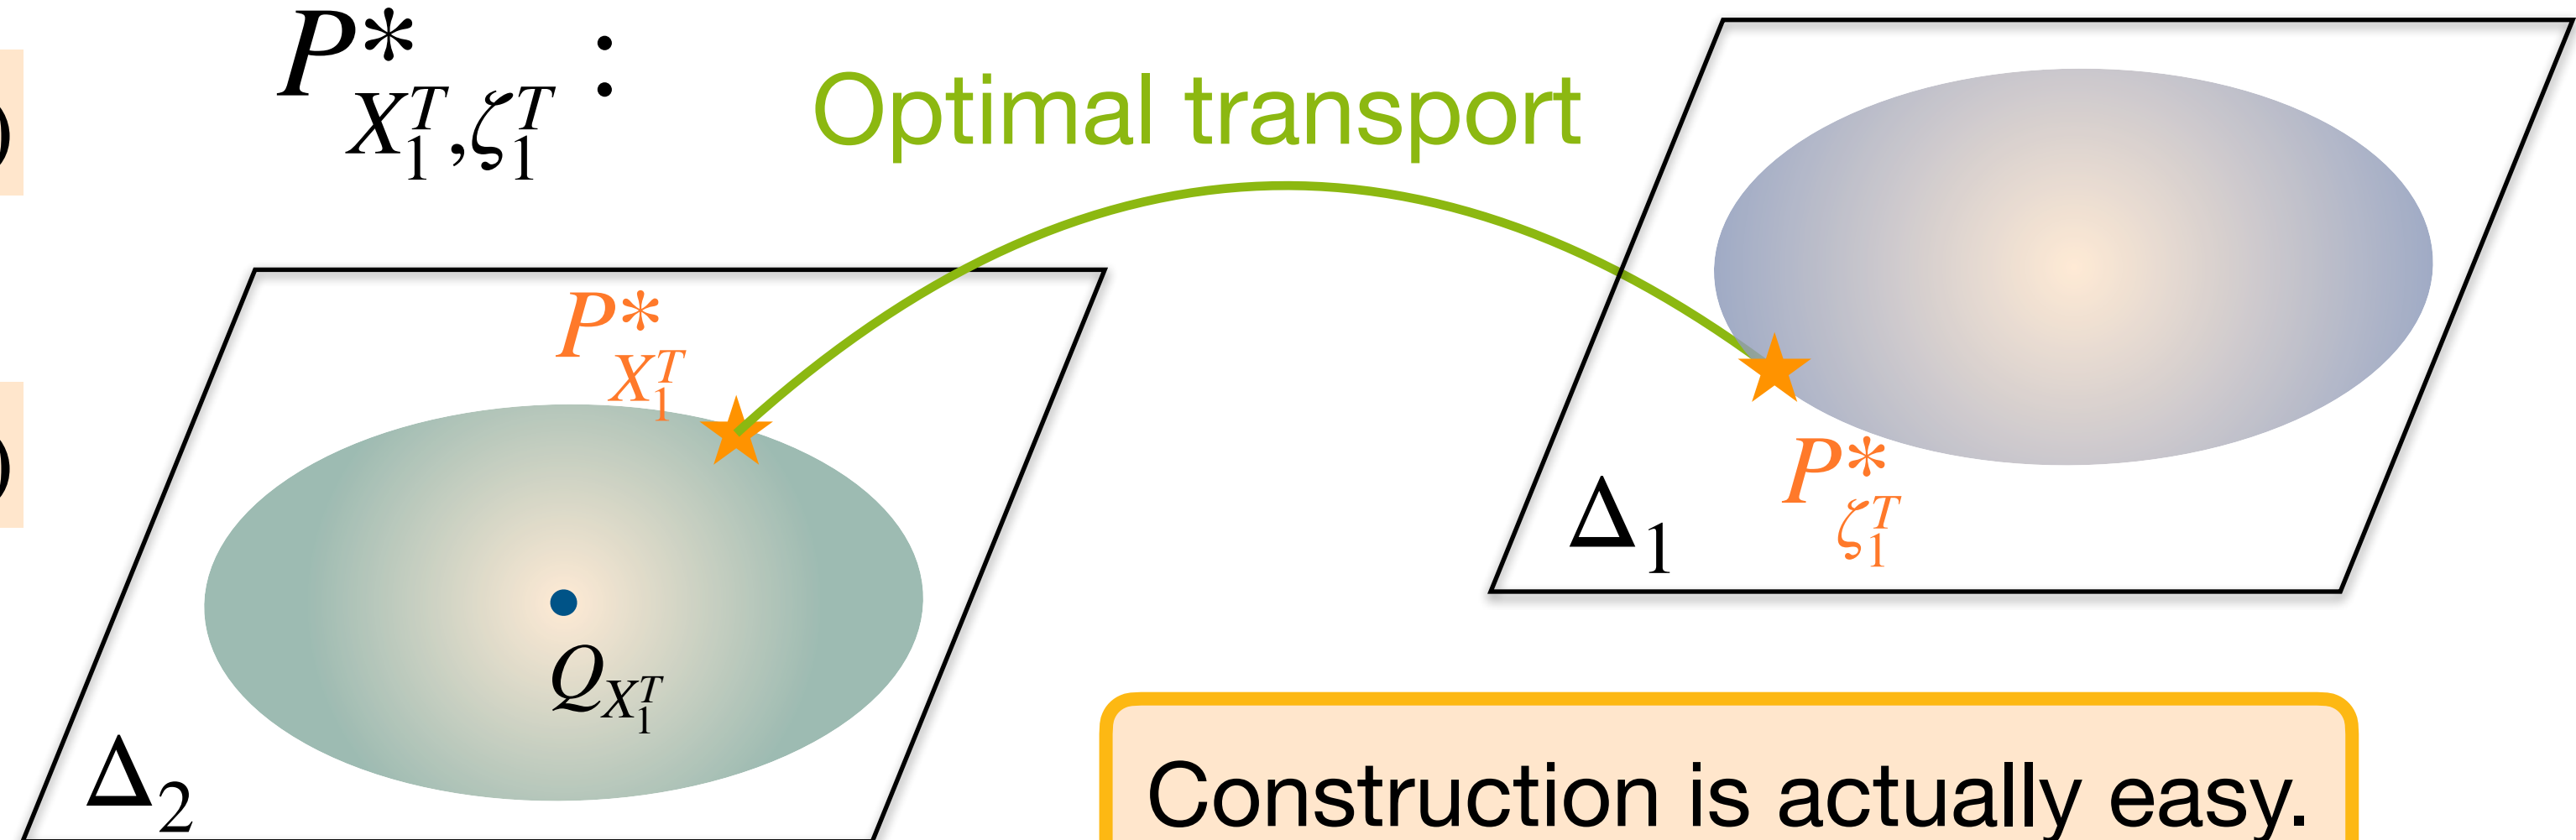 P*_{X_1^T,ζ_1^T} :
Optimal transport
P*_{X_1^T}
P*_{ζ_1^T}
Δ_1
Q_{X_1^T}
Δ_2
Construction is actually easy.
)
)